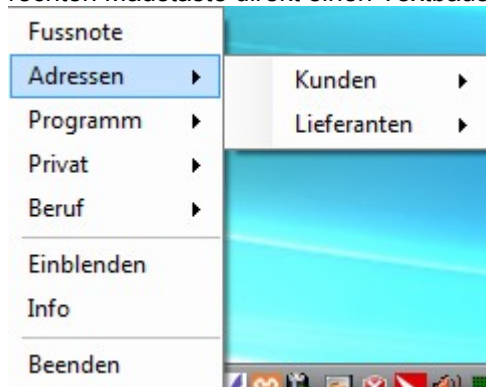 Fussnote
Adressen
Kunden
Programm
Lieferanten
Privat
Beruf
Einblenden
Info
Beenden